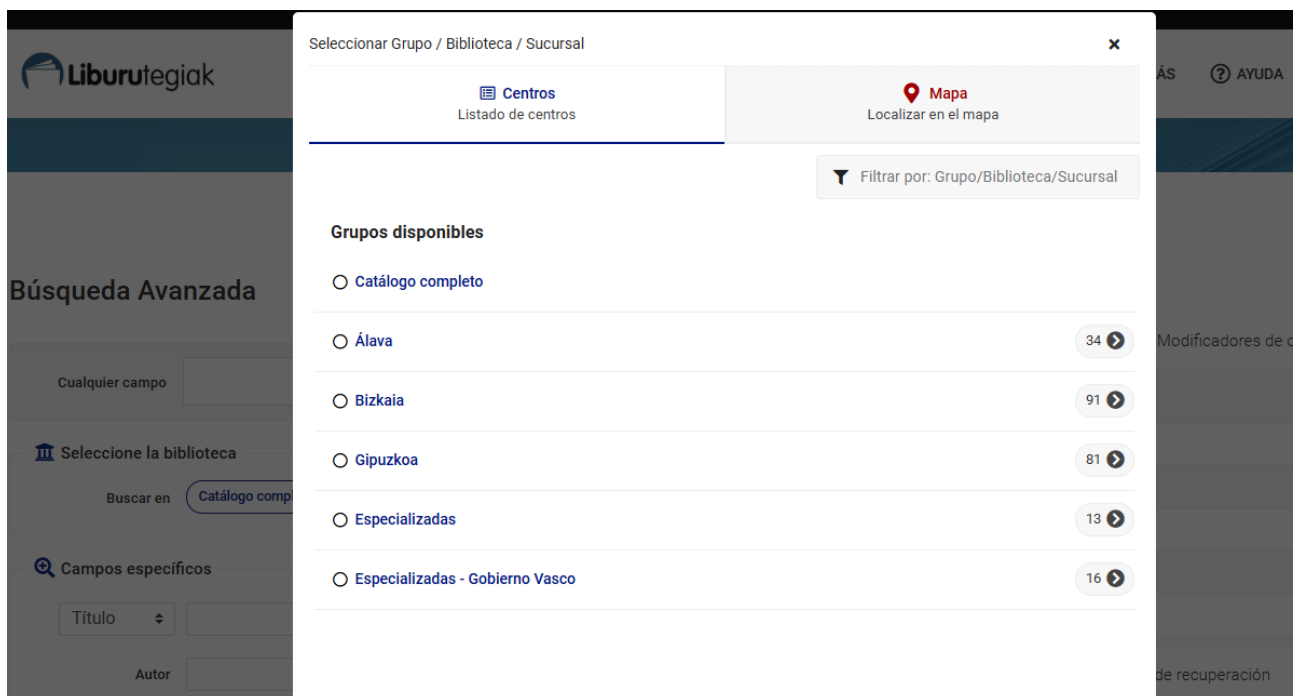 Seleccionar Grupo / Biblioteca / Sucursal
Liburutegiak
ÁS
AYUDA
Centros
Listado de centros
Mapa
Localizar en el mapa
Filtrar por: Grupo/Biblioteca/Sucursal
Grupos disponibles
Catálogo completo
Búsqueda Avanzada
Álava
34
Modificadores de
Cualquier campo
Bizkaia
91
Seleccione la biblioteca
Gipuzkoa
81
Buscar en
Catálogo comp
Especializadas
13
Campos específicos
Especializadas - Gobierno Vasco
16
Título
Autor
de recuperación